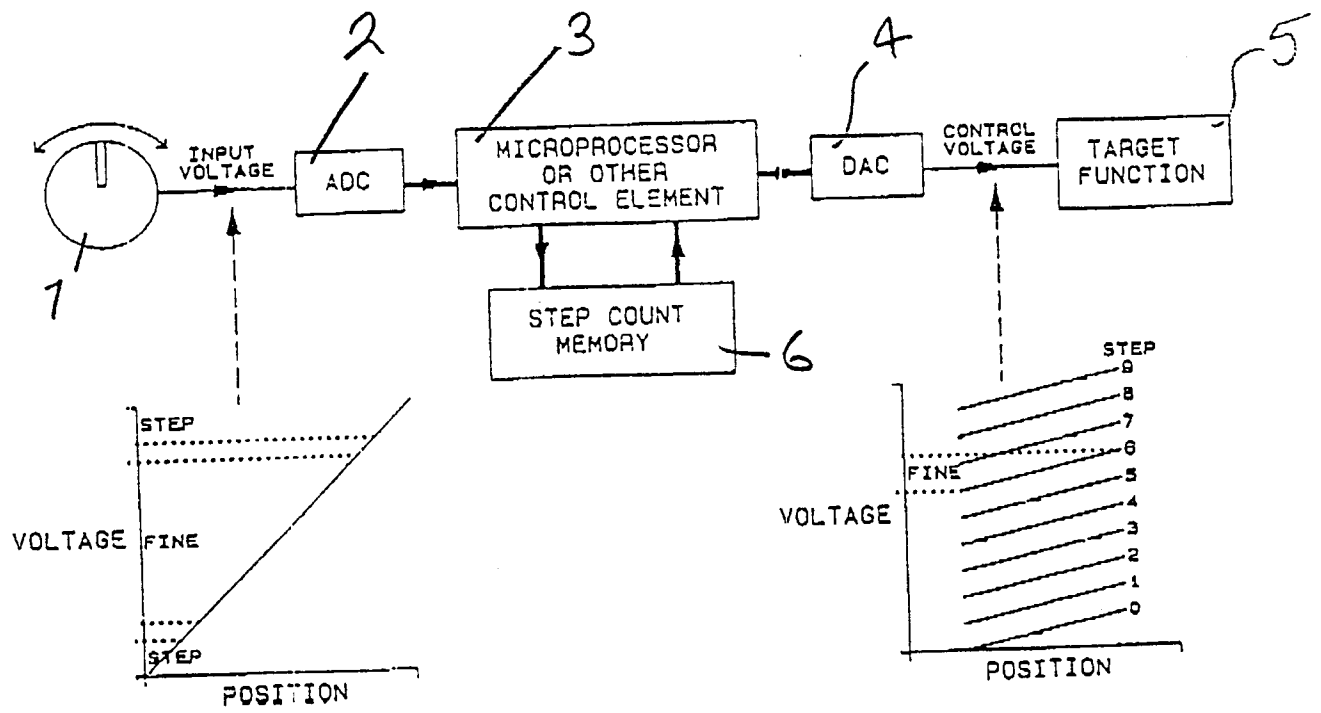 2
3
4
5
INPUT
VOLTAGE
ADC
MICROPROCESSOR
OR OTHER
CONTROL ELEMENT
DAC
CONTROL
VOLTAGE
TARGET
FUNCTION
1
STEP COUNT
MEMORY
6
STEP
VOLTAGE FINE
STEP
POSITION
STEP
9
8
7
6
FINE
5
VOLTAGE
4
3
2
1
0
POSITION